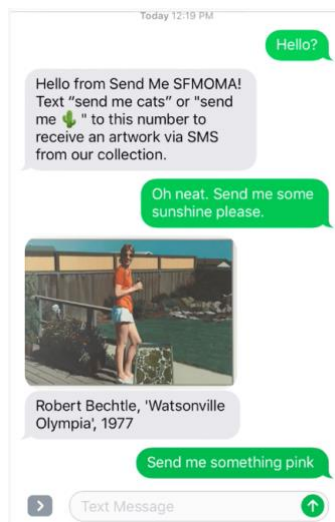 Today 12:19 PM
Hello?
Hello from Send Me SFMOMA!
Text “send me cats” or "send
me 🌵 " to this number to
receive an artwork via SMS
from our collection.
Oh neat. Send me some
sunshine please.
Robert Bechtle, 'Watsonville
Olympia', 1977
Send me something pink
Text Message